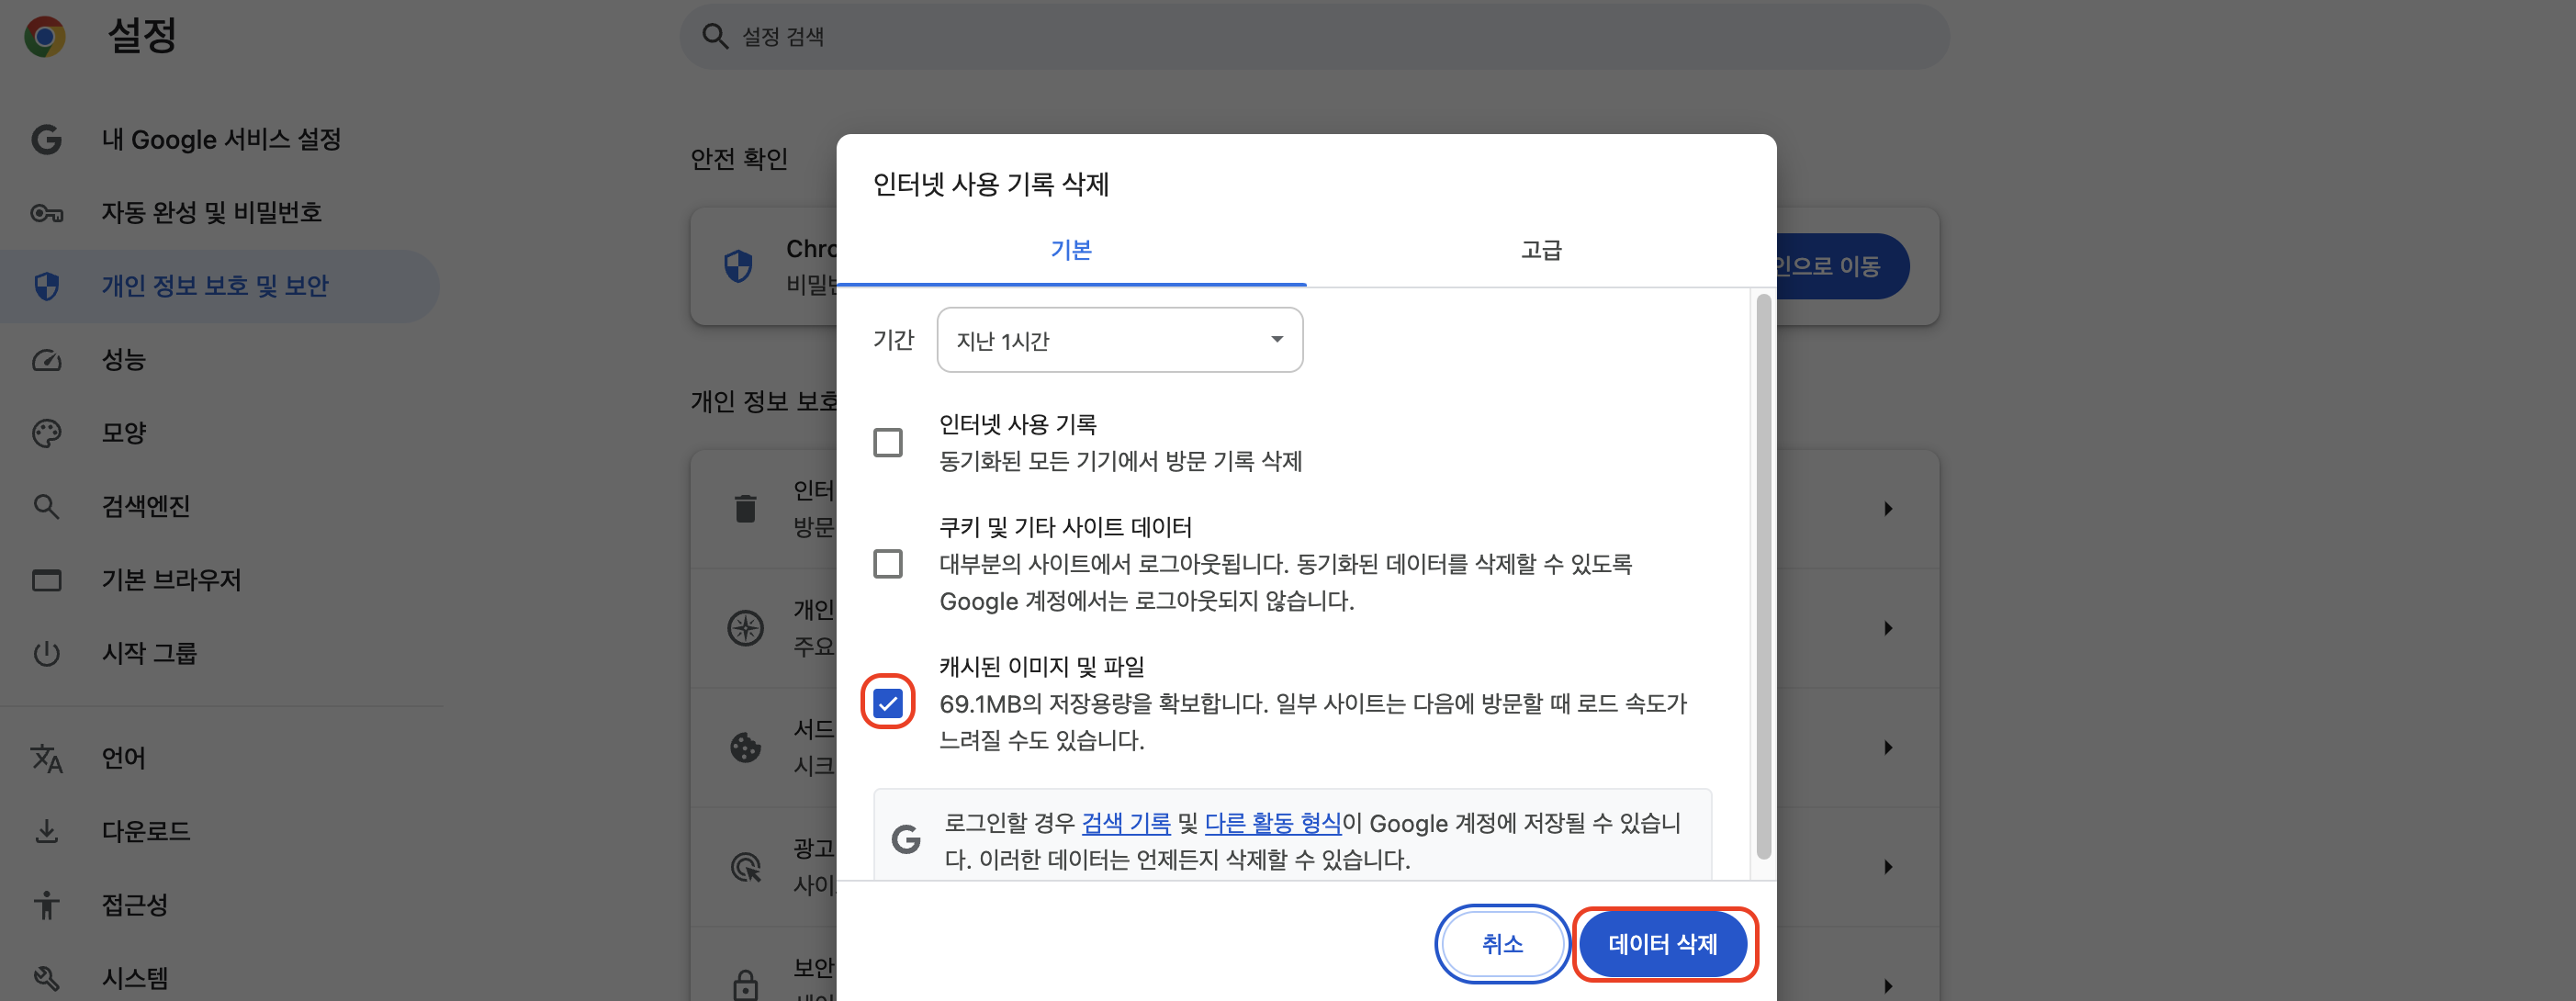 설정
설정 검색
내 Google 서비스 설정
자동 완성 및 비밀번호
개인 정보 보호 및 보안
성능
모양
검색엔진
기본 브라우저
시작 그룹
언어
다운로드
접근성
시스템
안전 확인
Chro
비밀번
인으로 이동
개인 정보 보호
인터
방문
개인
주요
서드
시크
광고
사이
보안
인터넷 사용 기록 삭제
기본
고급
기간
지난 1시간
인터넷 사용 기록
동기화된 모든 기기에서 방문 기록 삭제
쿠키 및 기타 사이트 데이터
대부분의 사이트에서 로그아웃됩니다. 동기화된 데이터를 삭제할 수 있도록
Google 계정에서는 로그아웃되지 않습니다.
캐시된 이미지 및 파일
69.1MB의 저장용량을 확보합니다. 일부 사이트는 다음에 방문할 때 로드 속도가
느려질 수도 있습니다.
로그인할 경우 검색 기록 및 다른 활동 형식이 Google 계정에 저장될 수 있습니
다. 이러한 데이터는 언제든지 삭제할 수 있습니다.
취소
데이터 삭제